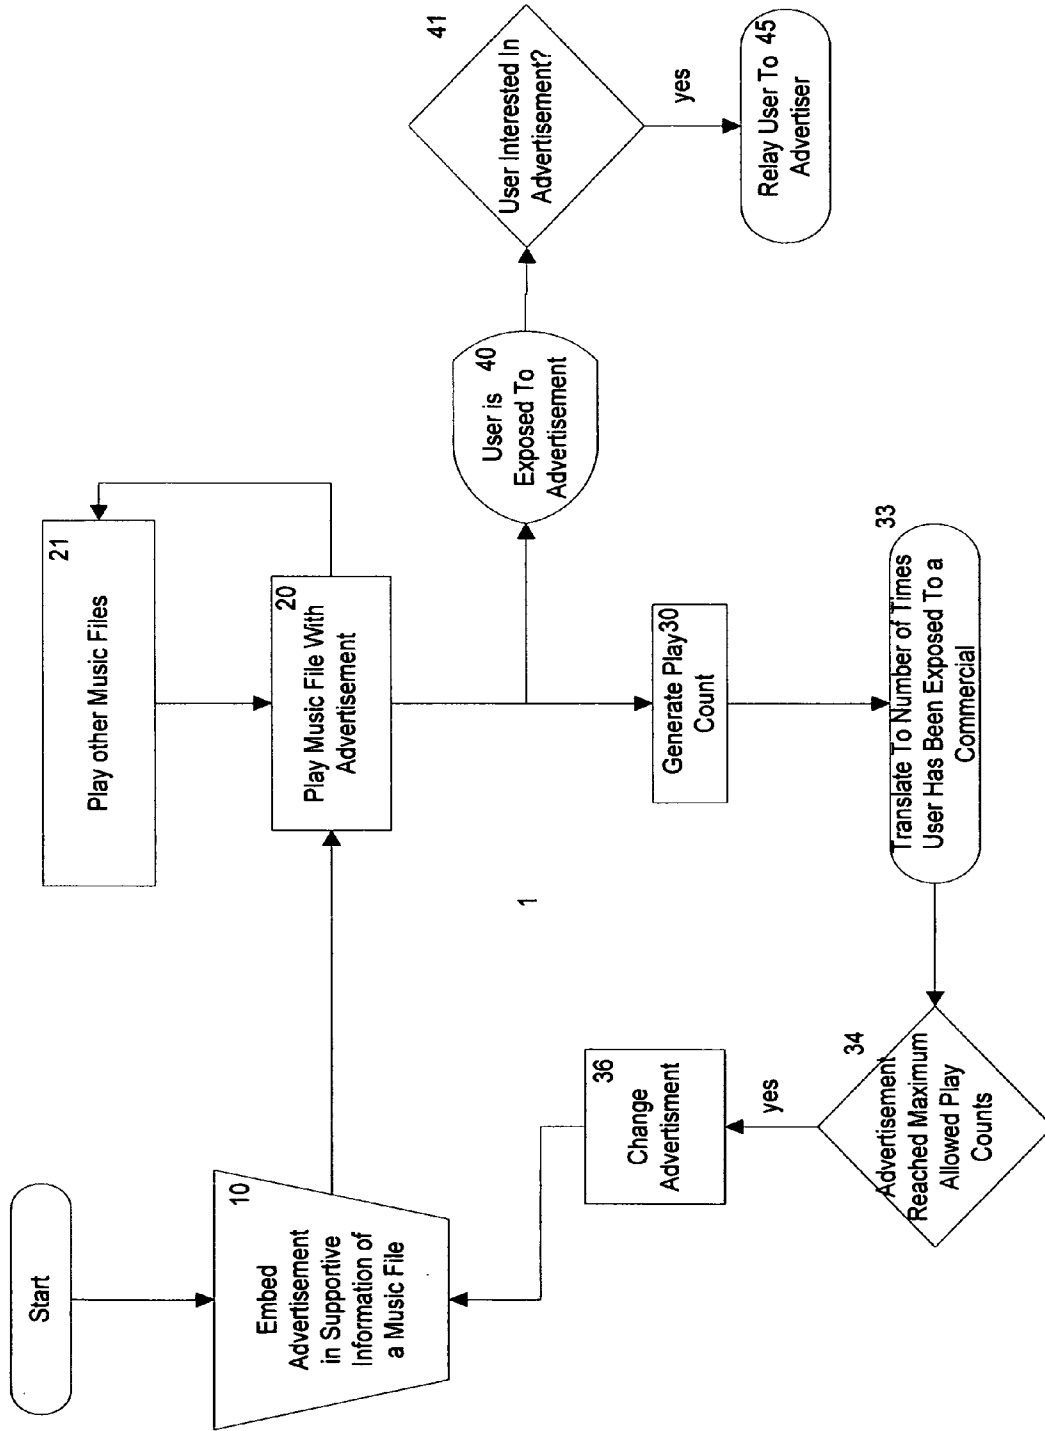 Start
10
Embed
Advertisement
in Supportive
Information of
a Music File
21
Play other Music Files
20
Play Music File With
Advertisement
40
User is
Exposed To
Advertisement
41
User Interested In
Advertisement?
yes
Relay User To 45
Advertiser
Generate Play30
Count
33
Translate To Number of Times
User Has Been Exposed To a
Commercial
34
Advertisement
Reached Maximum
Allowed Play
Counts
yes
36
Change
Advertisment
1